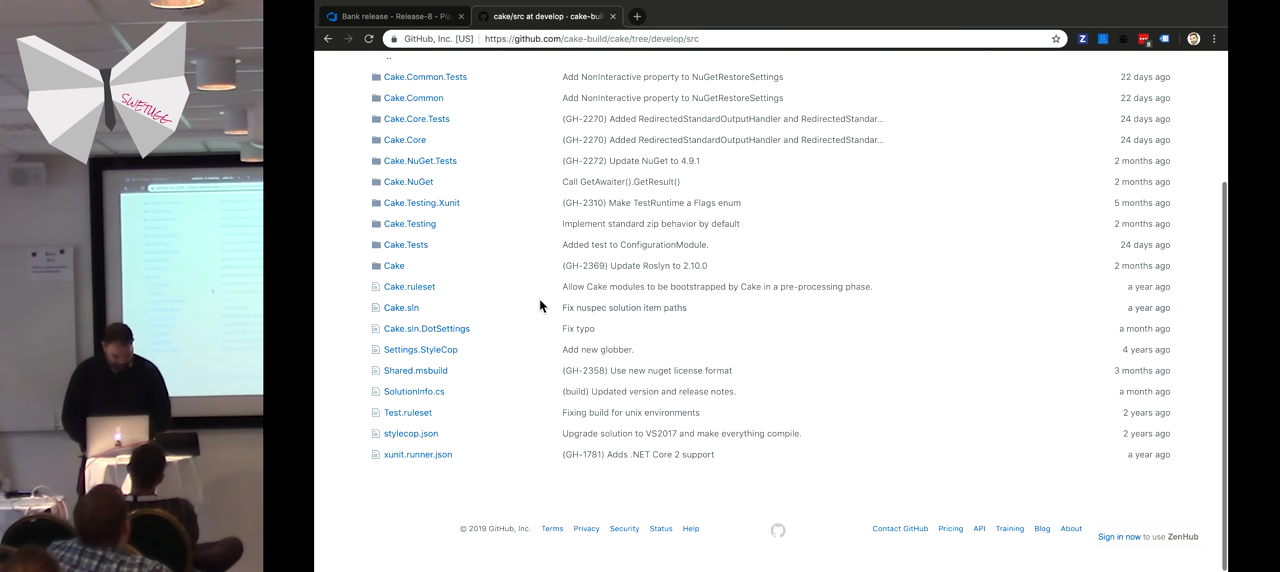 SWETUGG
Bank release - Release-8 - Pip
cake/src at develop · cake-buil
GitHub, Inc. [US] | https://github.com/cake-build/cake/tree/develop/src
..
Cake.Common.Tests Add NonInteractive property to NuGetRestoreSettings 22 days ago
Cake.Common Add NonInteractive property to NuGetRestoreSettings 22 days ago
Cake.Core.Tests (GH-2270) Added RedirectedStandardOutputHandler and RedirectedStandar... 24 days ago
Cake.Core (GH-2270) Added RedirectedStandardOutputHandler and RedirectedStandar... 24 days ago
Cake.NuGet.Tests (GH-2272) Update NuGet to 4.9.1 2 months ago
Cake.NuGet Call GetAwaiter().GetResult() 2 months ago
Cake.Testing.Xunit (GH-2310) Make TestRuntime a Flags enum 5 months ago
Cake.Testing Implement standard zip behavior by default 2 months ago
Cake.Tests Added test to ConfigurationModule. 24 days ago
Cake (GH-2369) Update Roslyn to 2.10.0 2 months ago
Cake.ruleset Allow Cake modules to be bootstrapped by Cake in a pre-processing phase. a year ago
Cake.sln Fix nuspec solution item paths a year ago
Cake.sln.DotSettings Fix typo a month ago
Settings.StyleCop Add new globber. 4 years ago
Shared.msbuild (GH-2358) Use new nuget license format 3 months ago
SolutionInfo.cs (build) Updated version and release notes. a month ago
Test.ruleset Fixing build for unix environments 2 years ago
stylecop.json Upgrade solution to VS2017 and make everything compile. 2 years ago
xunit.runner.json (GH-1781) Adds .NET Core 2 support a year ago
© 2019 GitHub, Inc. Terms Privacy Security Status Help Contact GitHub Pricing API Training Blog About
Sign in now to use ZenHub